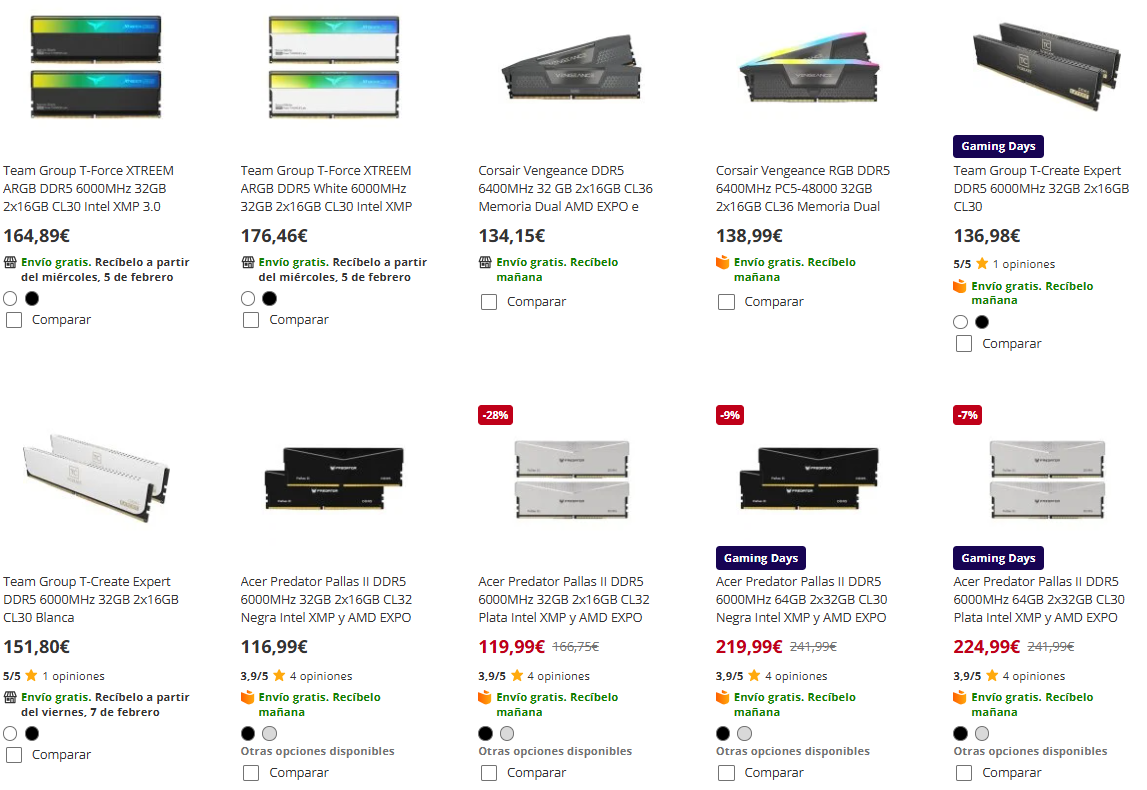 Team Group T-Force XTREEM
ARGB DDR5 6000MHz 32GB
2x16GB CL30 Intel XMP 3.0
164,89€
Envío gratis. Recíbelo a partir
del miércoles, 5 de febrero
Comparar
Team Group T-Force XTREEM
ARGB DDR5 White 6000MHz
32GB 2x16GB CL30 Intel XMP
176,46€
Envío gratis. Recíbelo a partir
del miércoles, 5 de febrero
Comparar
VENGEANCE
Corsair Vengeance DDR5
6400MHz 32 GB 2x16GB CL36
Memoria Dual AMD EXPO e
134,15€
Envío gratis. Recíbelo
mañana
Comparar
VENGEANCE
Corsair Vengeance RGB DDR5
6400MHz PC5-48000 32GB
2x16GB CL36 Memoria Dual
138,99€
Envío gratis. Recíbelo
mañana
Comparar
Gaming Days
Team Group T-Create Expert
DDR5 6000MHz 32GB 2x16GB
CL30
136,98€
5/5 1 opiniones
Envío gratis. Recíbelo
mañana
Comparar
Team Group T-Create Expert
DDR5 6000MHz 32GB 2x16GB
CL30 Blanca
151,80€
5/5 1 opiniones
Envío gratis. Recíbelo a partir
del viernes, 7 de febrero
Comparar
PREDATOR
PREDATOR
Acer Predator Pallas II DDR5
6000MHz 32GB 2x16GB CL32
Negra Intel XMP y AMD EXPO
116,99€
3,9/5 4 opiniones
Envío gratis. Recíbelo
mañana
Otras opciones disponibles
Comparar
-28%
PREDATOR
PREDATOR
Acer Predator Pallas II DDR5
6000MHz 32GB 2x16GB CL32
Plata Intel XMP y AMD EXPO
119,99€ 166,75€
3,9/5 4 opiniones
Envío gratis. Recíbelo
mañana
Otras opciones disponibles
Comparar
-9%
PREDATOR
PREDATOR
Gaming Days
Acer Predator Pallas II DDR5
6000MHz 64GB 2x32GB CL30
Negra Intel XMP y AMD EXPO
219,99€ 241,99€
3,9/5 4 opiniones
Envío gratis. Recíbelo
mañana
Otras opciones disponibles
Comparar
-7%
PREDATOR
PREDATOR
Gaming Days
Acer Predator Pallas II DDR5
6000MHz 64GB 2x32GB CL30
Plata Intel XMP y AMD EXPO
224,99€ 241,99€
3,9/5 4 opiniones
Envío gratis. Recíbelo
mañana
Otras opciones disponibles
Comparar